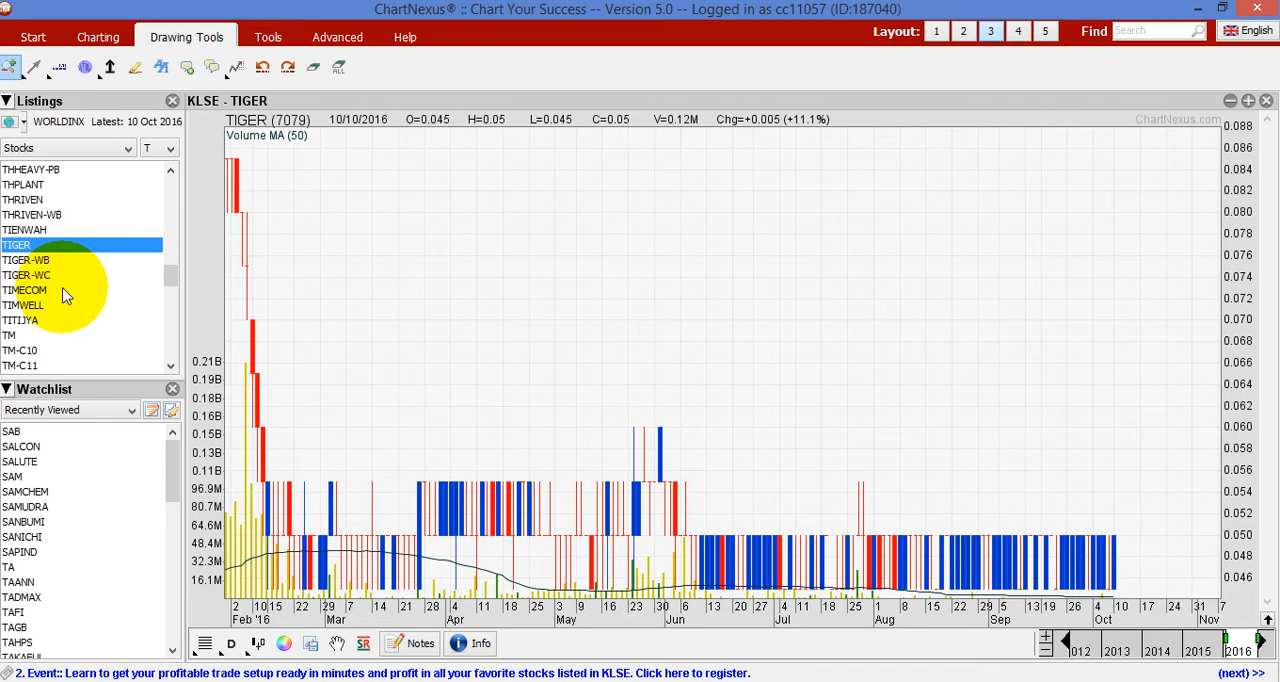 ChartNexus® :: Chart Your Success -- Version 5.0 -- Logged in as cc11057 (ID:187040)
Start Charting Drawing Tools Tools Advanced Help Layout: 1 2 3 4 5 Find Search English
ALL
Listings
WORLDINX Latest: 10 Oct 2016
Stocks T
THHEAVY-PB
THPLANT
THRIVEN
THRIVEN-WB
TIENWAH
TIGER
TIGER-WB
TIGER-WC
TIMECOM
TIMWELL
TITIJYA
TM
TM-C10
TM-C11
Watchlist
Recently Viewed
SAB
SALCON
SALUTE
SAM
SAMCHEM
SAMUDRA
SANBUMI
SANICHI
SAPIND
TA
TAANN
TADMAX
TAFI
TAGB
TAHPS
TAKAFUL
KLSE - TIGER
TIGER (7079) 10/10/2016 O=0.045 H=0.05 L=0.045 C=0.05 V=0.12M Chg=+0.005 (+11.1%) ChartNexus.com
Volume MA (50)
0.088
0.086
0.084
0.082
0.080
0.078
0.076
0.074
0.072
0.070
0.068
0.066
0.064
0.062
0.060
0.058
0.056
0.054
0.052
0.050
0.048
0.046
0.21B
0.19B
0.18B
0.16B
0.15B
0.13B
0.11B
96.9M
80.7M
64.6M
48.4M
32.3M
16.1M
2 10 15 22 29 7 14 21 28 4 11 18 25 3 9 16 23 30 6 13 20 27 4 11 18 25 1 8 15 22 29 5 13 19 26 4 10 17 24 31 7
Feb '16 Mar Apr May Jun Jul Aug Sep Oct Nov
D SR Notes Info 012 2013 2014 2015 2016
2. Event:: Learn to get your profitable trade setup ready in minutes and profit in all your favorite stocks listed in KLSE. Click here to register. (next) >>